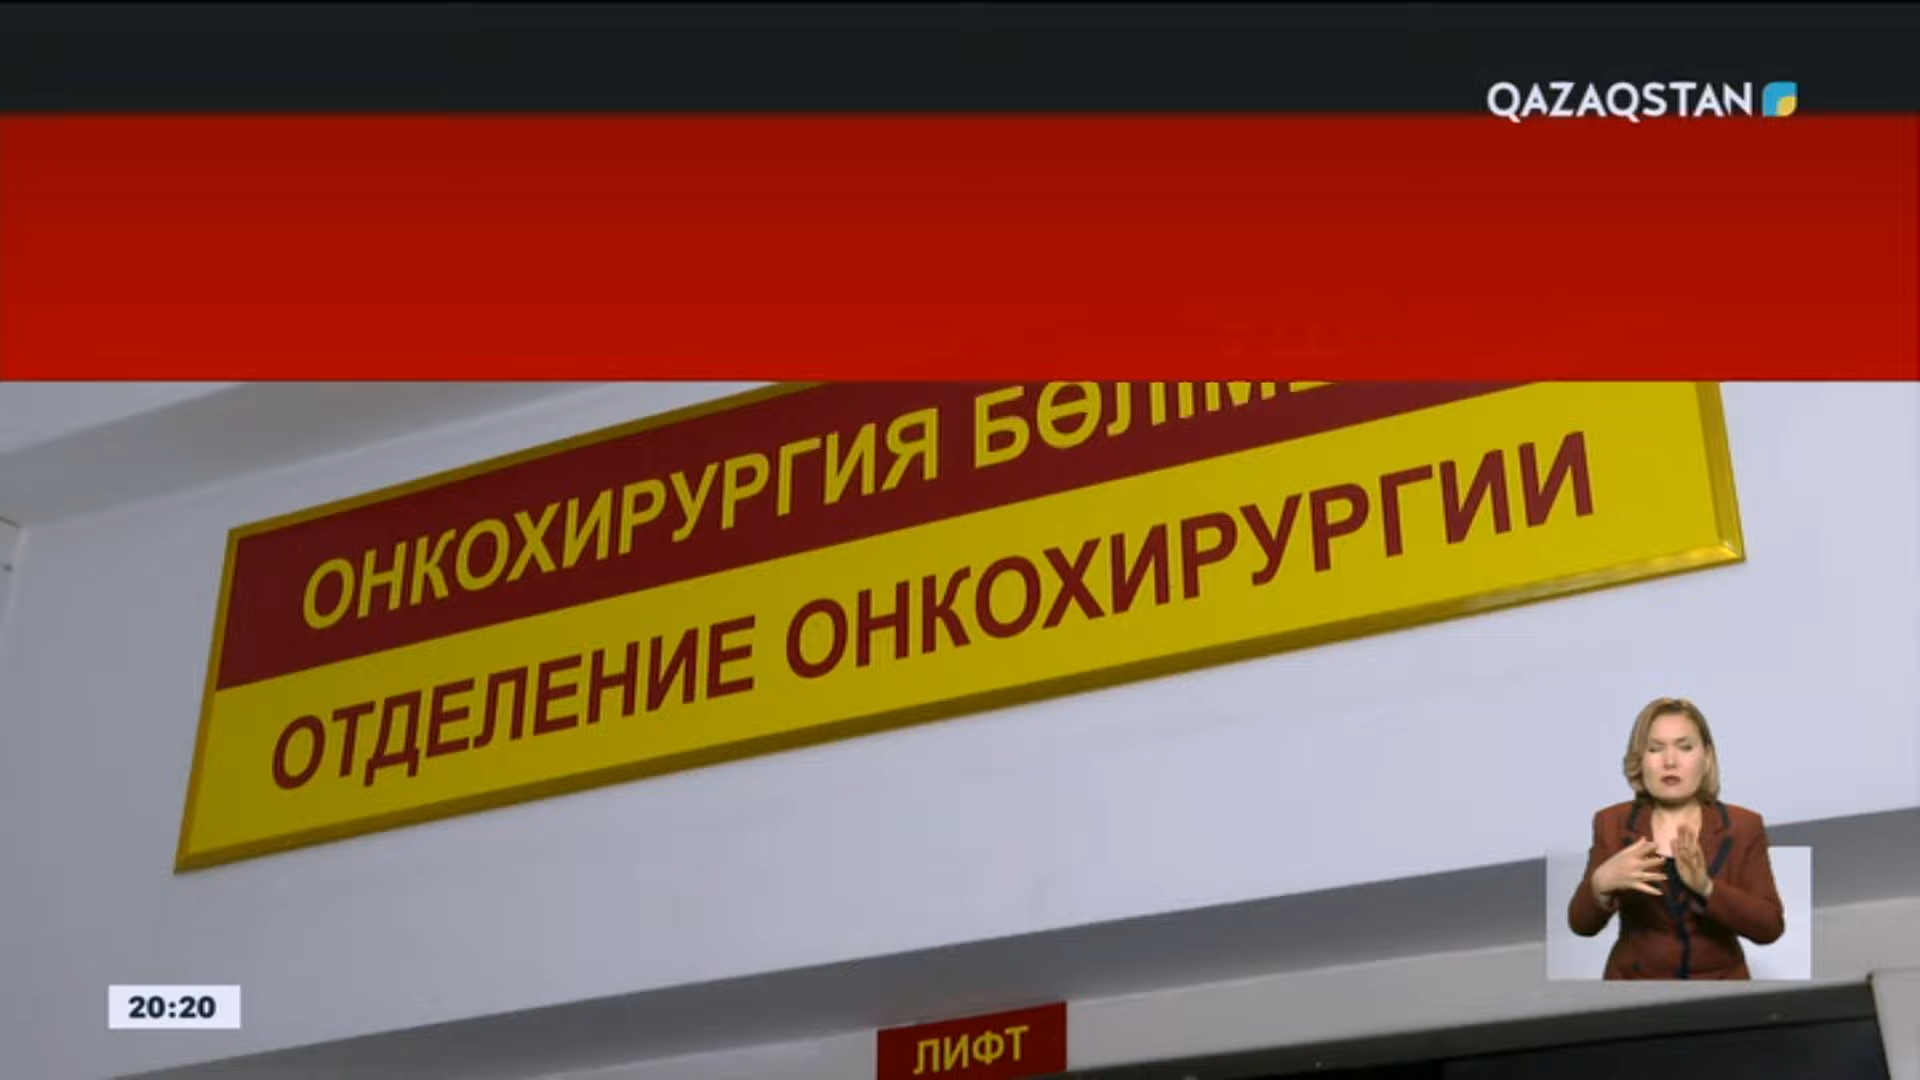 QAZAQSTAN
ОНКОХИРУРГИЯ
ОТДЕЛЕНИЕ ОНКОХИРУРГИИ
20:20
ЛИФТ